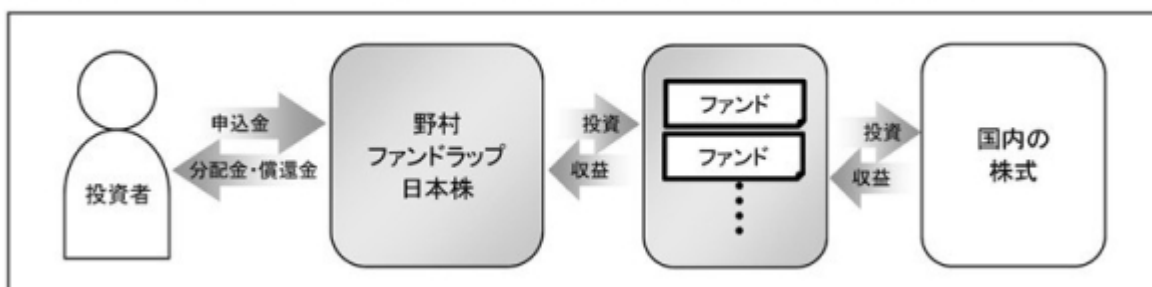 投資者
申込金
分配金・償還金
野村
ファンドラップ
日本株
投資
収益
ファンド
ファンド
投資
収益
国内の
株式